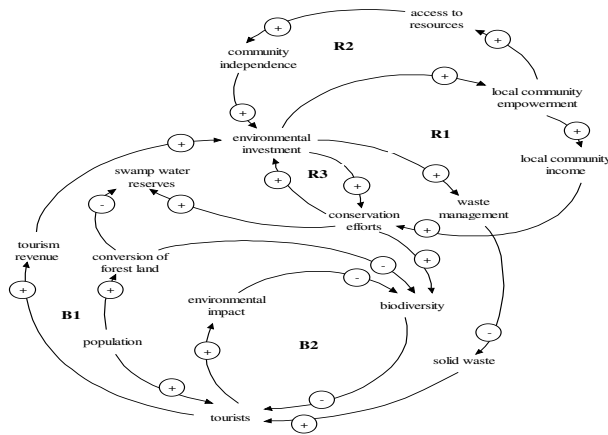 access to
resources
+
R2
community
independence
+
+
+
local community
empowerment
+
environmental
investment
R1
+
swamp water
reserves
+
local community
income
R3
+
+
+
-
+
conservation
efforts
waste
management
+
tourism
revenue
conversion of
forest land
-
+
-
+
+
environmental
impact
biodiversity
B1
+
B2
population
-
solid waste
+
-
tourists
+